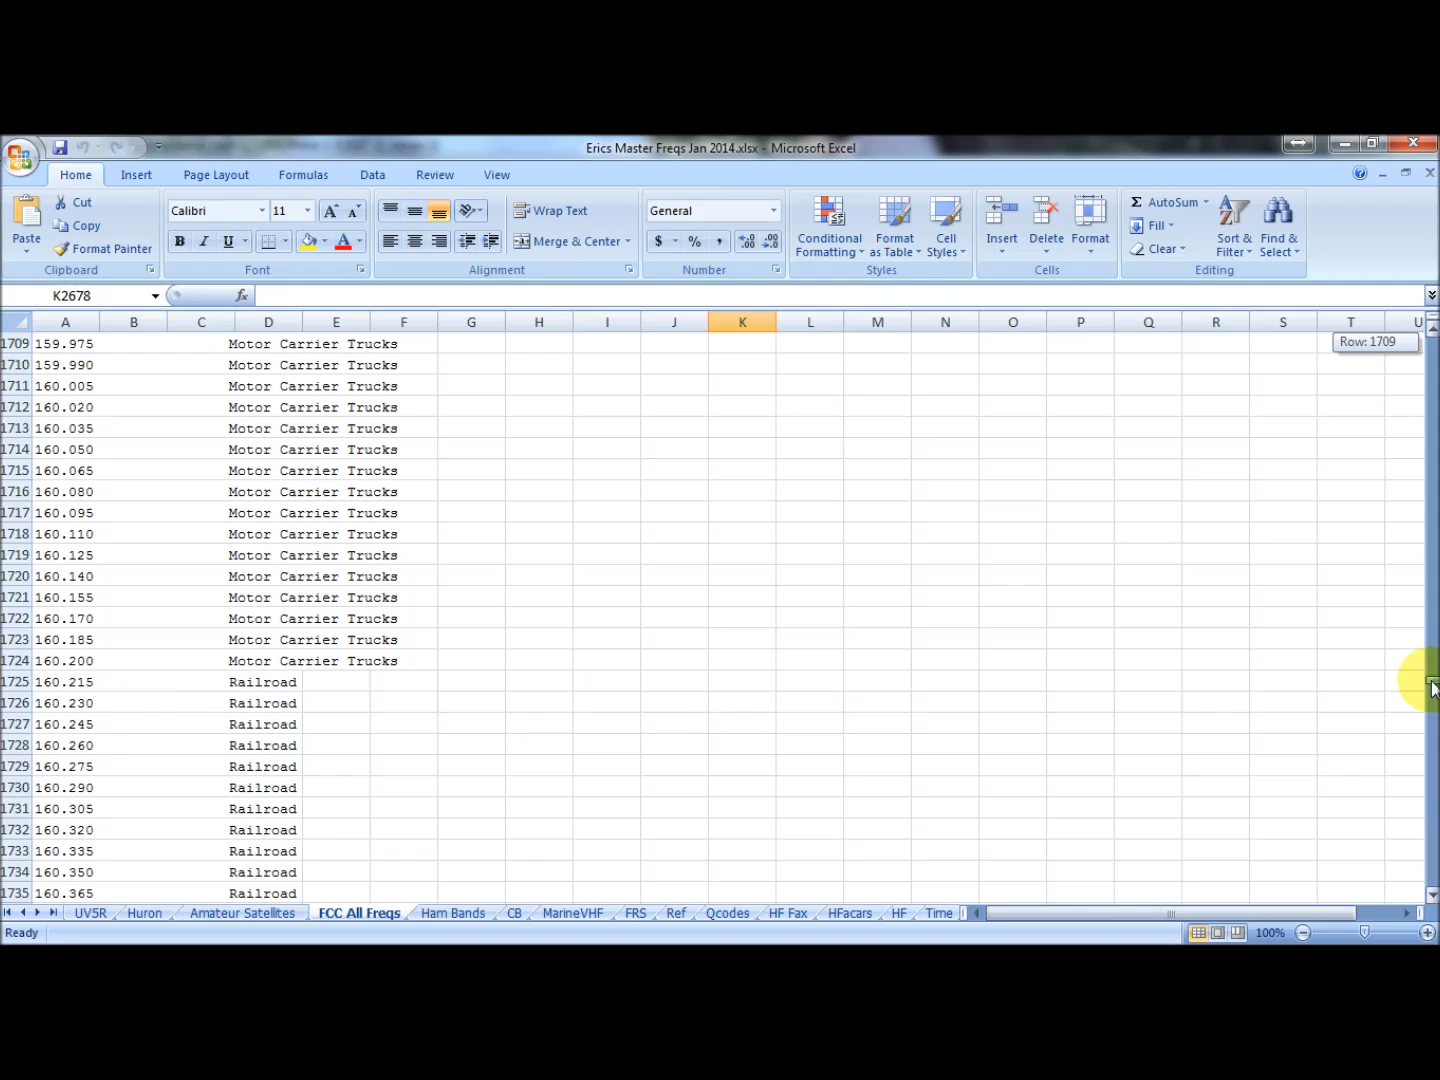 Erics Master Freqs Jan 2014.xlsx - Microsoft Excel
Home Insert Page Layout Formulas Data Review View
Paste Cut Copy Format Painter Clipboard
Calibri 11 B I U A A A Font
Wrap Text Merge & Center Alignment
General $ % , .0 .00 .00 .0 Number
Conditional Formatting Format as Table Cell Styles Styles
Insert Delete Format Cells
Σ AutoSum Fill Clear Sort & Filter Find & Select Editing
K2678 fx
A B C D E F G H I J K L M N O P Q R S T U
Row: 1709
1709 159.975 Motor Carrier Trucks
1710 159.990 Motor Carrier Trucks
1711 160.005 Motor Carrier Trucks
1712 160.020 Motor Carrier Trucks
1713 160.035 Motor Carrier Trucks
1714 160.050 Motor Carrier Trucks
1715 160.065 Motor Carrier Trucks
1716 160.080 Motor Carrier Trucks
1717 160.095 Motor Carrier Trucks
1718 160.110 Motor Carrier Trucks
1719 160.125 Motor Carrier Trucks
1720 160.140 Motor Carrier Trucks
1721 160.155 Motor Carrier Trucks
1722 160.170 Motor Carrier Trucks
1723 160.185 Motor Carrier Trucks
1724 160.200 Motor Carrier Trucks
1725 160.215 Railroad
1726 160.230 Railroad
1727 160.245 Railroad
1728 160.260 Railroad
1729 160.275 Railroad
1730 160.290 Railroad
1731 160.305 Railroad
1732 160.320 Railroad
1733 160.335 Railroad
1734 160.350 Railroad
1735 160.365 Railroad
UV5R Huron Amateur Satellites FCC All Freqs Ham Bands CB MarineVHF FRS Ref Qcodes HF Fax HFacars HF Time
Ready 100%